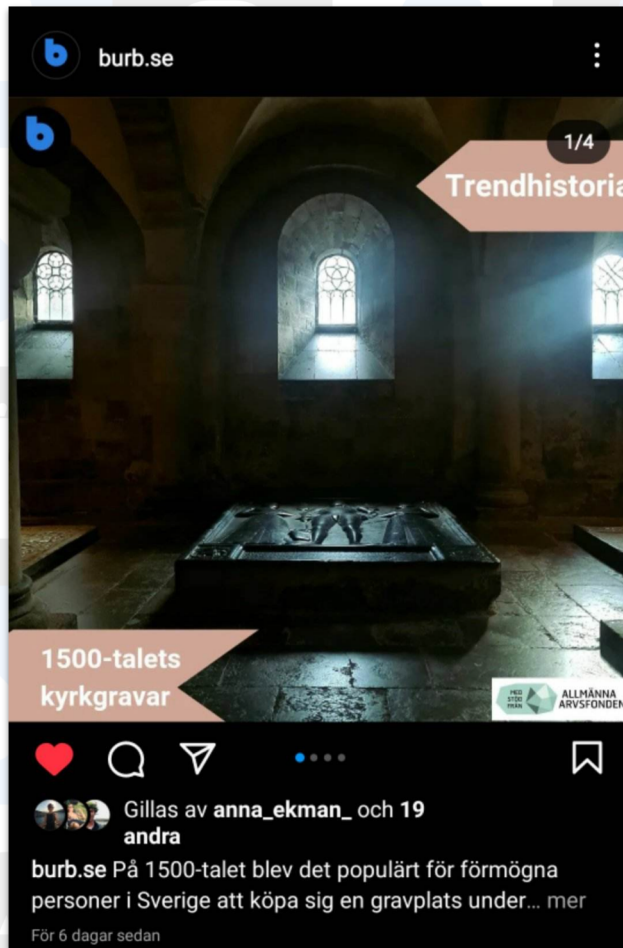 burb.se
1/4
Trendhistoria
1500-talets
kyrkgravar
MED
STÖD
FRÅN
ALLMÄNNA
ARVSFONDEN
Gillas av anna_ekman_ och 19
andra
burb.se På 1500-talet blev det populärt för förmögna
personer i Sverige att köpa sig en gravplats under... mer
För 6 dagar sedan